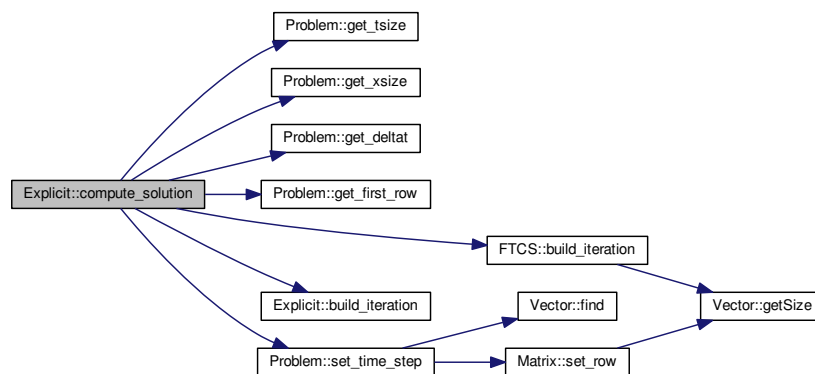 Problem::get_tsize
Problem::get_xsize
Problem::get_deltat
Explicit::compute_solution
Problem::get_first_row
FTCS::build_iteration
Explicit::build_iteration
Vector::find
Vector::getSize
Problem::set_time_step
Matrix::set_row